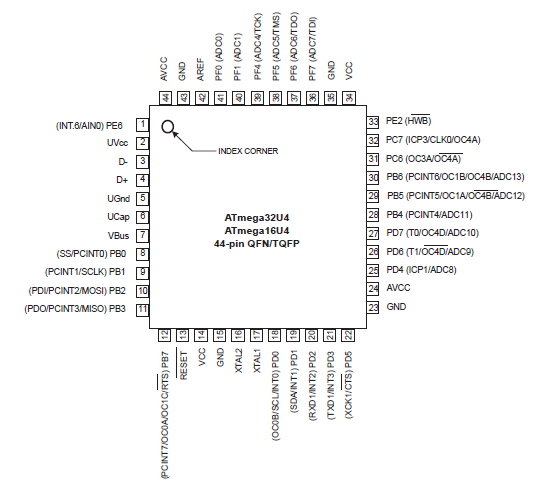 AVCC
GND
AREF
PF0 (ADC0)
PF1 (ADC1)
PF4 (ADC4/TCK)
PF5 (ADC5/TMS)
PF6 (ADC6/TDO)
PF7 (ADC7/TDI)
GND
VCC
44
43
42
41
40
39
38
37
36
35
34
(INT.6/AIN0) PE6 1
UVcc 2
D- 3
D+ 4
UGnd 5
UCap 6
VBus 7
(SS/PCINT0) PB0 8
(PCINT1/SCLK) PB1 9
(PDI/PCINT2/MOSI) PB2 10
(PDO/PCINT3/MISO) PB3 11
INDEX CORNER
ATmega32U4
ATmega16U4
44-pin QFN/TQFP
33 PE2 (HWB)
32 PC7 (ICP3/CLK0/OC4A)
31 PC6 (OC3A/OC4A)
30 PB6 (PCINT6/OC1B/OC4B/ADC13)
29 PB5 (PCINT5/OC1A/OC4B/ADC12)
28 PB4 (PCINT4/ADC11)
27 PD7 (T0/OC4D/ADC10)
26 PD6 (T1/OC4D/ADC9)
25 PD4 (ICP1/ADC8)
24 AVCC
23 GND
12
13
14
15
16
17
18
19
20
21
22
(PCINT7/OC0A/OC1C/RTS) PB7
RESET
VCC
GND
XTAL2
XTAL1
(OC0B/SCL/INT0) PD0
(SDA/INT1) PD1
(RXD1/INT2) PD2
(TXD1/INT3) PD3
(XCK1/CTS) PD5